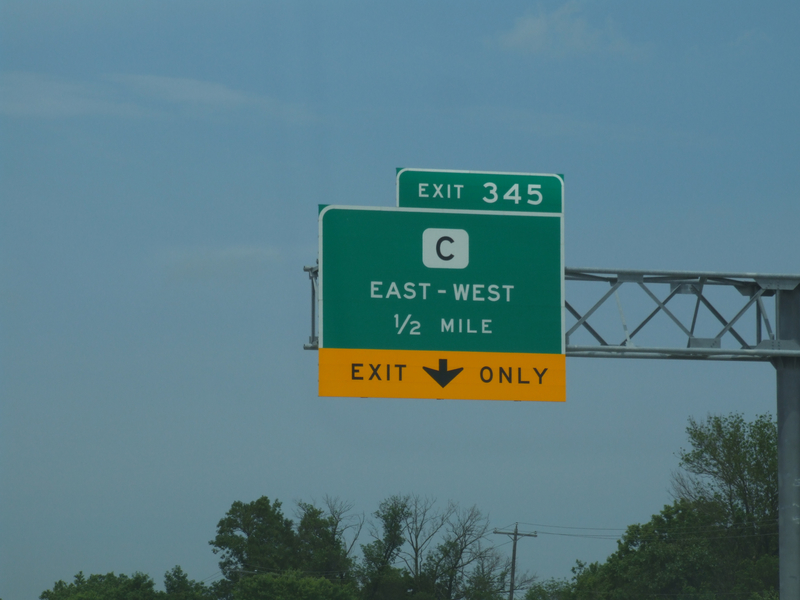 EXIT 345
C
EAST-WEST
1/2 MILE
EXIT ONLY